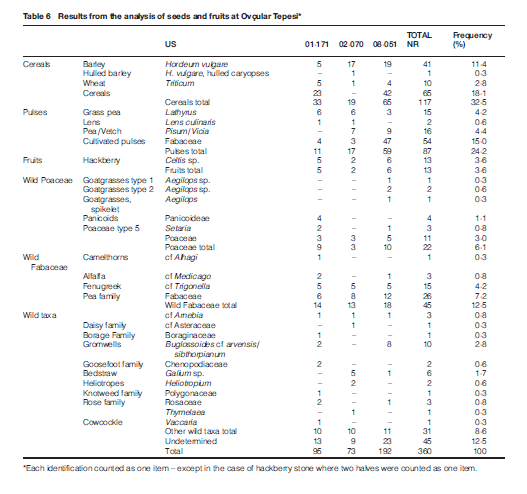 Table 6 Results from the analysis of seeds and fruits at Ovçular Tepesi*
US 01-171 02-070 08-051 TOTAL NR Frequency (%)
Cereals Barley Hordeum vulgare 5 17 19 41 11·4
Hulled barley H. vulgare, hulled caryopses – 1 – 1 0·3
Wheat Triticum 5 1 4 10 2·8
Cereals 23 – 42 65 18·1
Cereals total 33 19 65 117 32·5
Pulses Grass pea Lathyrus 6 6 3 15 4·2
Lens Lens culinaris 1 1 – 2 0·6
Pea/Vetch Pisum/Vicia – 7 9 16 4·4
Cultivated pulses Fabaceae 4 3 47 54 15·0
Pulses total 11 17 59 87 24·2
Fruits Hackberry Celtis sp. 5 2 6 13 3·6
Fruits total 5 2 6 13 3·6
Wild Poaceae Goatgrasses type 1 Aegilops sp. – – 1 1 0·3
Goatgrasses type 2 Aegilops sp. – – 2 2 0·6
Goatgrasses, spikelet Aegilops – – 1 1 0·3
Panicoids Panicoideae 4 – – 4 1·1
Poaceae type 5 Setaria 2 – 1 3 0·8
Poaceae 3 3 5 11 3·0
Poaceae total 9 3 10 22 6·1
Wild Fabaceae Camelthorns cf Alhagi 1 – – 1 0·3
Alfalfa cf Medicago 2 – 1 3 0·8
Fenugreek cf Trigonella 5 5 5 15 4·2
Pea family Fabaceae 6 8 12 26 7·2
Wild Fabaceae total 14 13 18 45 12·5
Wild taxa cf Arnebia 1 1 1 3 0·8
Daisy family cf Asteraceae – 1 – 1 0·3
Borage Family Boraginaceae 1 – – 1 0·3
Gromwells Buglossoides cf arvensis/ sibthorpianum 2 – 8 10 2·8
Goosefoot family Chenopodiaceae 2 – – 2 0·6
Bedstraw Galium sp. – 5 1 6 1·7
Heliotropes Heliotropium – 2 – 2 0·6
Knotweed family Polygonaceae 1 – – 1 0·3
Rose family Rosaceae 2 – 1 3 0·8
Thymelaea – 1 – 1 0·3
Cowcockle Vaccaria 1 – – 1 0·3
Other wild taxa total 10 10 11 31 8·6
Undetermined 13 9 23 45 12·5
Total 95 73 192 360 100
*Each identification counted as one item – except in the case of hackberry stone where two halves were counted as one item.